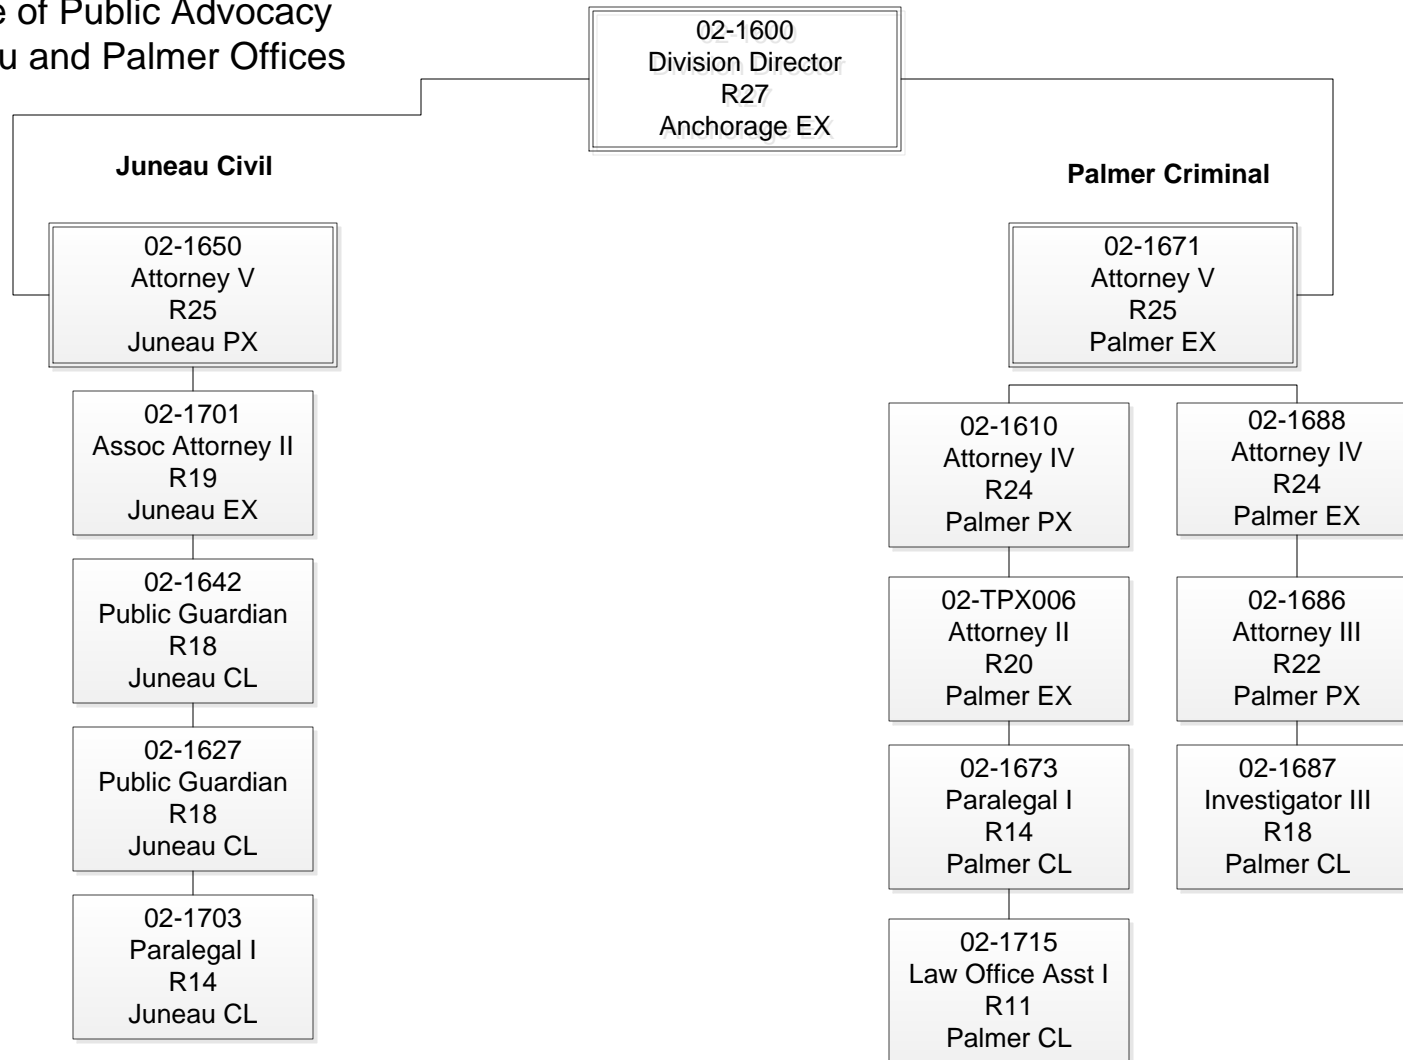 of Public Advocacy
and Palmer Offices
02-1600
Division Director
R27
Anchorage EX
Juneau Civil
Palmer Criminal
02-1650
Attorney V
R25
Juneau PX
02-1671
Attorney V
R25
Palmer EX
02-1701
Assoc Attorney II
R19
Juneau EX
02-1610
Attorney IV
R24
Palmer PX
02-1688
Attorney IV
R24
Palmer EX
02-1642
Public Guardian
R18
Juneau CL
02-TPX006
Attorney II
R20
Palmer EX
02-1686
Attorney III
R22
Palmer PX
02-1627
Public Guardian
R18
Juneau CL
02-1673
Paralegal I
R14
Palmer CL
02-1687
Investigator III
R18
Palmer CL
02-1703
Paralegal I
R14
Juneau CL
02-1715
Law Office Asst I
R11
Palmer CL